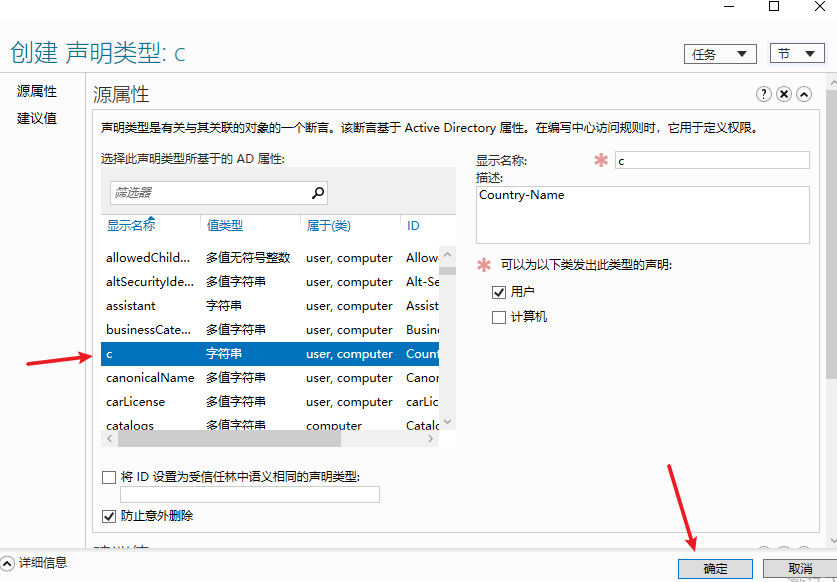 创建 声明类型: c
任务
节
源属性
建议值
源属性
声明类型是有关与其关联的对象的一个断言。该断言基于 Active Directory 属性。在编写中心访问规则时，它用于定义权限。
选择此声明类型所基于的 AD 属性:
筛选器
显示名称 值类型 属于(类) ID
allowedChild... 多值无符号整数 user, computer Allow
altSecurityIde... 多值字符串 user, computer Alt-Se
assistant 字符串 user, computer Assist
businessCate... 多值字符串 user, computer Busin
c 字符串 user, computer Count
canonicalName 多值字符串 user, computer Canor
carLicense 多值字符串 user, computer carLic
catalogs 多值字符串 computer Catalc
显示名称:
c
描述:
Country-Name
可以为以下类发出此类型的声明:
用户
计算机
将 ID 设置为受信任林中语义相同的声明类型:
防止意外删除
建议值
详细信息
确定
取消